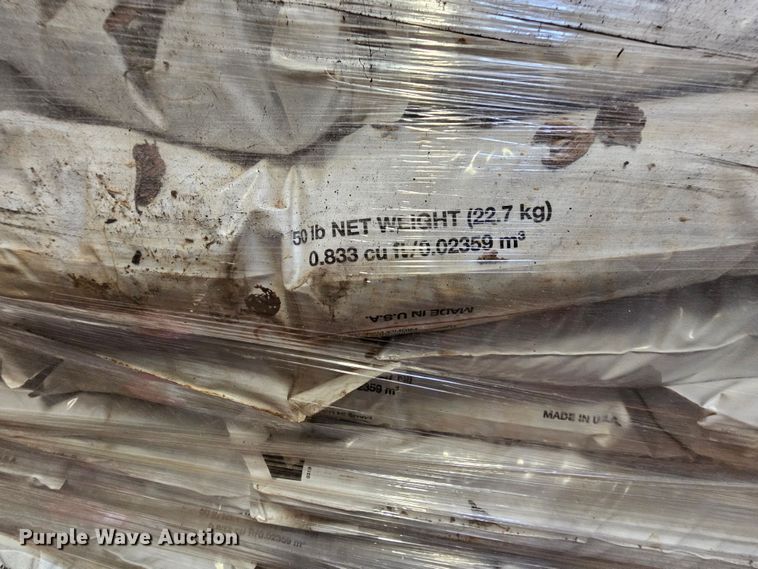 50 lb NET WEIGHT (22.7 kg)
0.833 cu ft/0.02359 m³
MADE IN U.S.A.
MADE IN U.S.A.
Purple Wave Auction